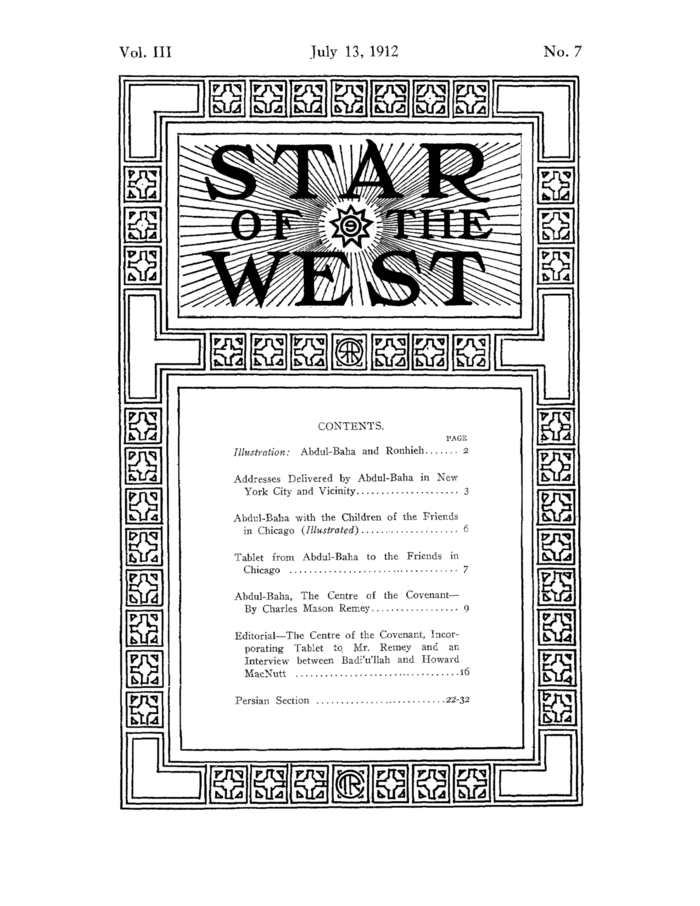 Vol. III July 13, 1912 No. 7
STAR
OF THE
WEST
CONTENTS.
PAGE
Illustration: Abdul-Baha and Rouhieh....... 2
Addresses Delivered by Abdul-Baha in New
York City and Vicinity..................... 3
Abdul-Baha with the Children of the Friends
in Chicago (Illustrated).................... 6
Tablet from Abdul-Baha to the Friends in
Chicago .................................. 7
Abdul-Baha, The Centre of the Covenant—
By Charles Mason Remey.................. 9
Editorial—The Centre of the Covenant, Incor-
porating Tablet to Mr. Remey and an
Interview between Badi'u'llah and Howard
MacNutt .................................16
Persian Section ..........................22-32